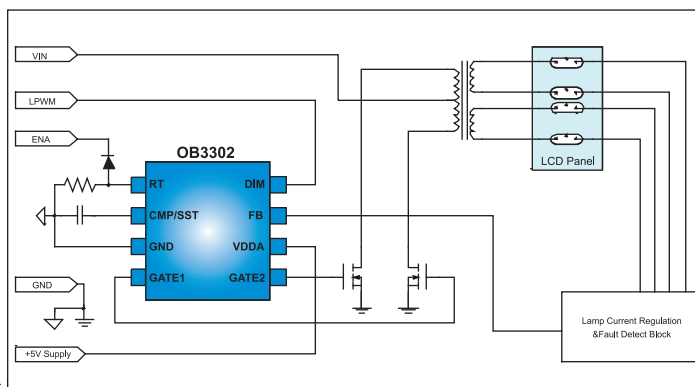 VIN
LPWM
ENA
OB3302
RT
DIM
CMP/SST
FB
GND
VDDA
GATE1
GATE2
LCD Panel
GND
+5V Supply
Lamp Current Regulation
&Fault Detect Block